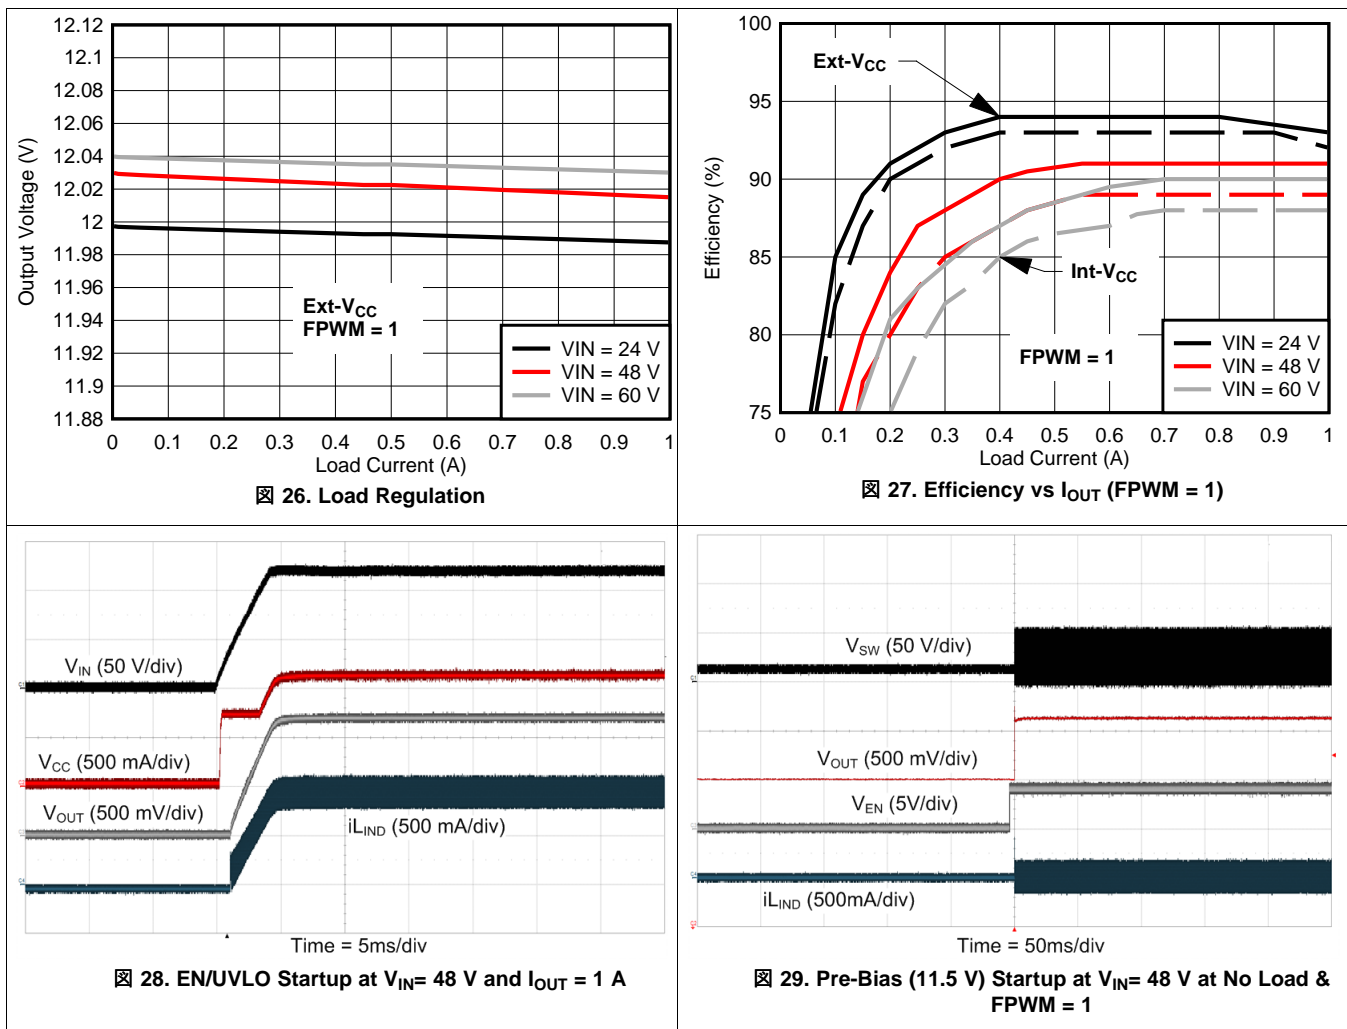 12.12
12.1
12.08
12.06
12.04
12.02
12
11.98
11.96
11.94
11.92
11.9
11.88
Output Voltage (V)
0 0.1 0.2 0.3 0.4 0.5 0.6 0.7 0.8 0.9 1
Load Current (A)
Ext-VCC
FPWM = 1
VIN = 24 V
VIN = 48 V
VIN = 60 V
図 26. Load Regulation
100
95
90
85
80
75
Efficiency (%)
0 0.1 0.2 0.3 0.4 0.5 0.6 0.7 0.8 0.9 1
Load Current (A)
Ext-VCC
Int-VCC
FPWM = 1
VIN = 24 V
VIN = 48 V
VIN = 60 V
図 27. Efficiency vs IOUT (FPWM = 1)
VIN (50 V/div)
VCC (500 mA/div)
VOUT (500 mV/div)
iLIND (500 mA/div)
Time = 5ms/div
図 28. EN/UVLO Startup at VIN= 48 V and IOUT = 1 A
VSW (50 V/div)
VOUT (500 mV/div)
VEN (5V/div)
iLIND (500mA/div)
Time = 50ms/div
図 29. Pre-Bias (11.5 V) Startup at VIN= 48 V at No Load &
FPWM = 1